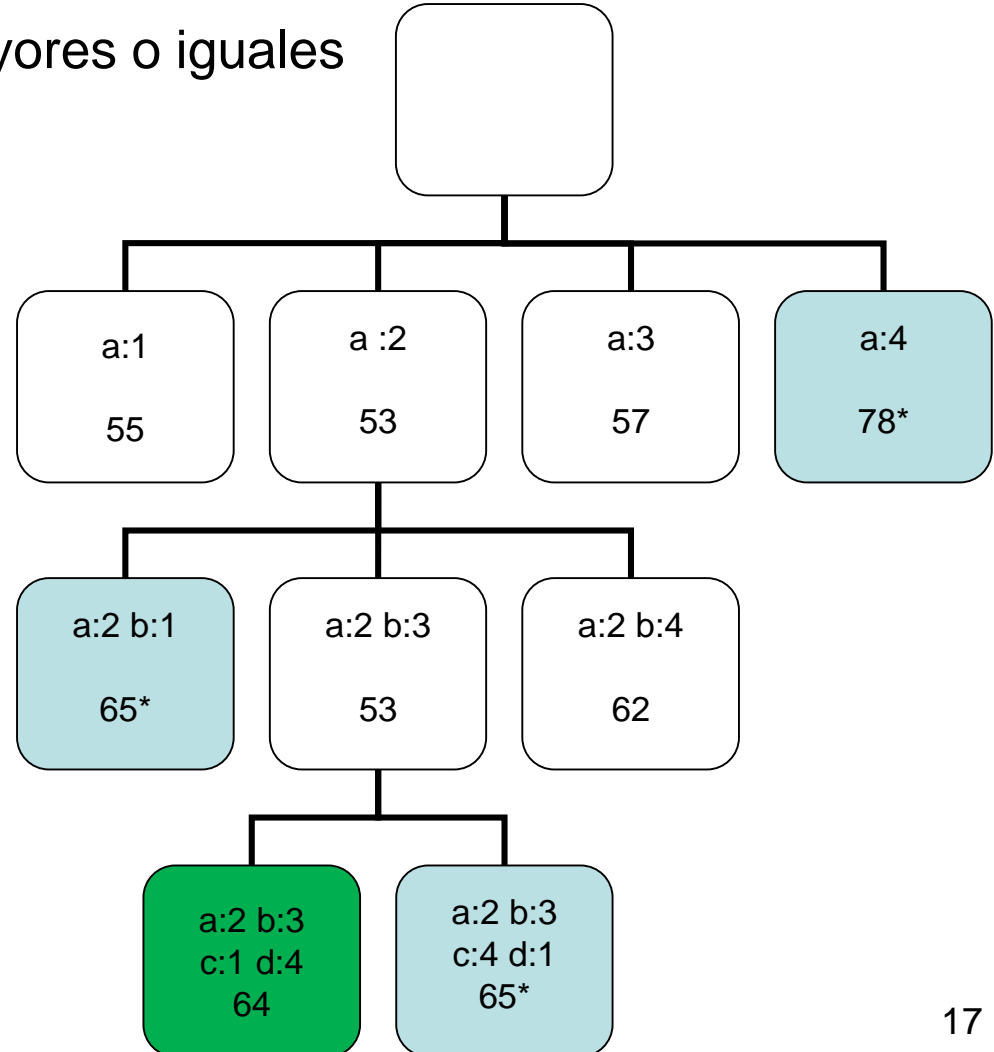 yores o iguales
a:1
55
a :2
53
a:3
57
a:4
78*
a:2 b:1
65*
a:2 b:3
53
a:2 b:4
62
a:2 b:3
c:1 d:4
64
a:2 b:3
c:4 d:1
65*
17